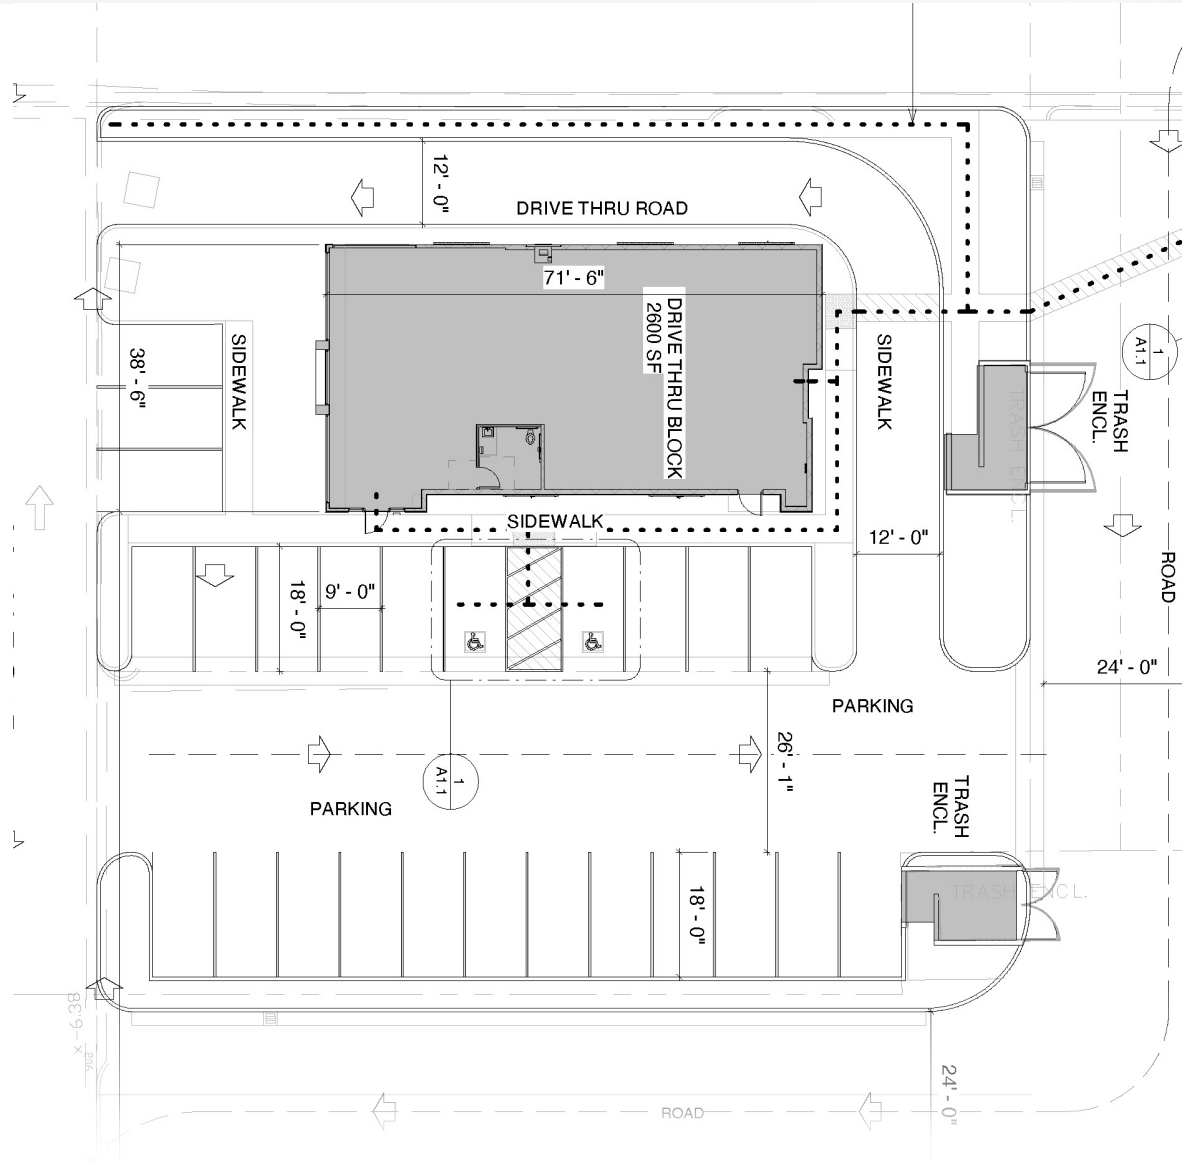 12' - 0"
DRIVE THRU ROAD
71' - 6"
DRIVE THRU BLOCK
2600 SF
38' - 6"
SIDEWALK
SIDEWALK
1
A1.1
TRASH
ENCL.
TRASH ENCL.
SIDEWALK
12' - 0"
18' - 0"
9' - 0"
ROAD
24' - 0"
PARKING
26' - 1"
1
A1.1
PARKING
TRASH
ENCL.
TRASH ENCL.
18' - 0"
24' - 0"
ROAD